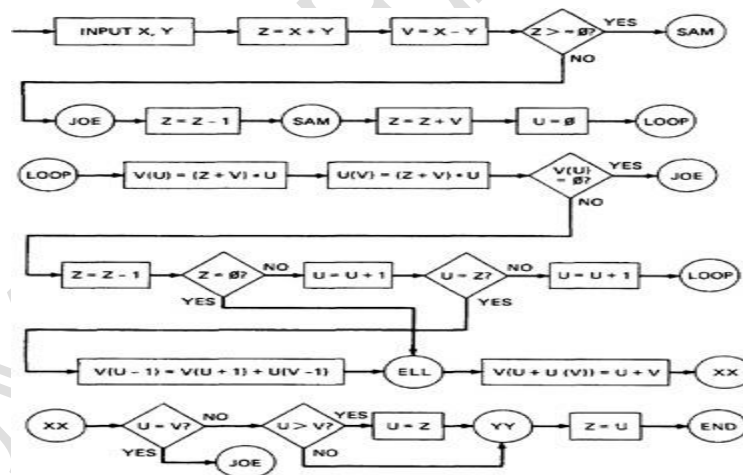 INPUT X, Y Z = X + Y V = X - Y Z > = Ø? YES SAM
NO
JOE Z = Z - 1 SAM Z = Z + V U = Ø LOOP
LOOP V(U) = (Z + V) * U U(V) = (Z + V) * U V(U) = Ø? YES JOE
NO
Z = Z - 1 Z = Ø? NO U = U + 1 U = Z? NO U = U + 1 LOOP
YES YES
V(U - 1) = V(U + 1) + U(V - 1) ELL V(U + U (V)) = U + V XX
XX U = V? NO U > V? YES U = Z YY Z = U END
YES JOE NO